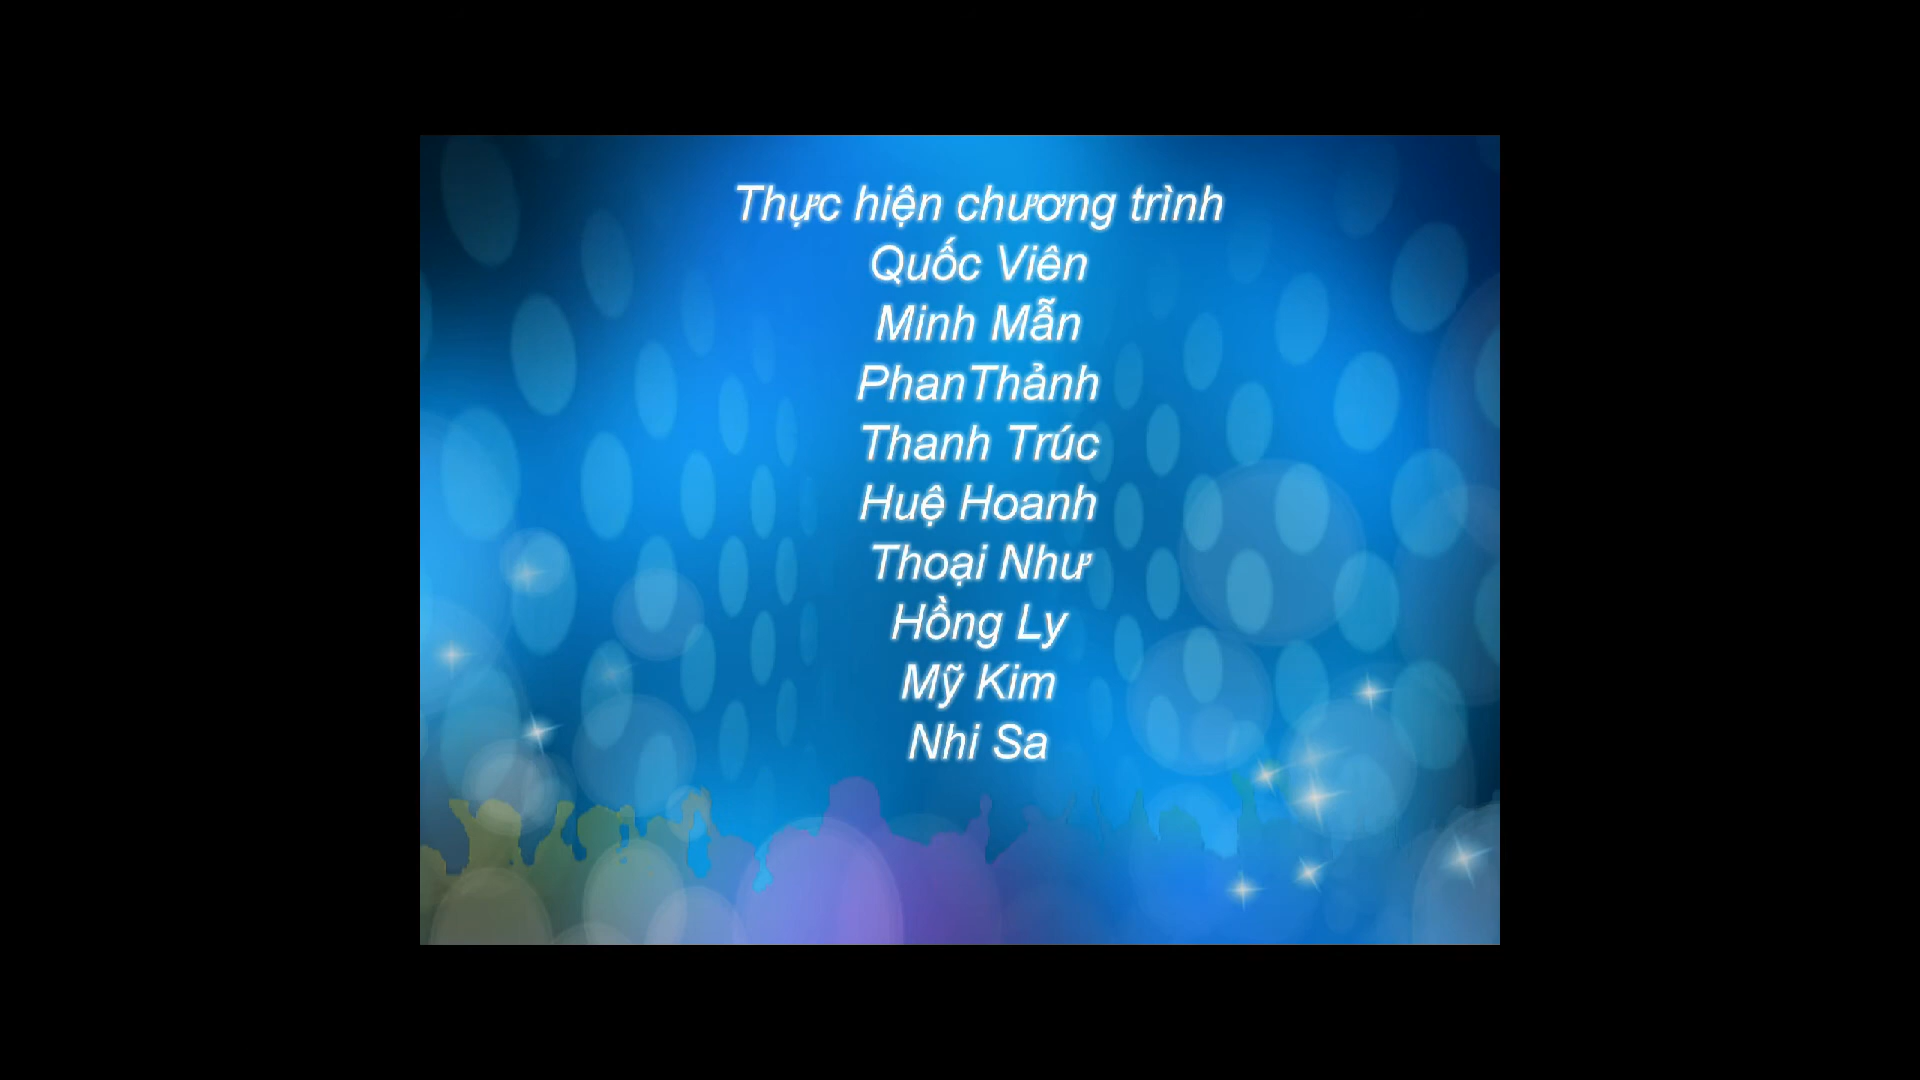 Thực hiện chương trình
Quốc Viên
Minh Mẫn
PhanThảnh
Thanh Trúc
Huệ Hoanh
Thoại Như
Hồng Ly
Mỹ Kim
Nhi Sa